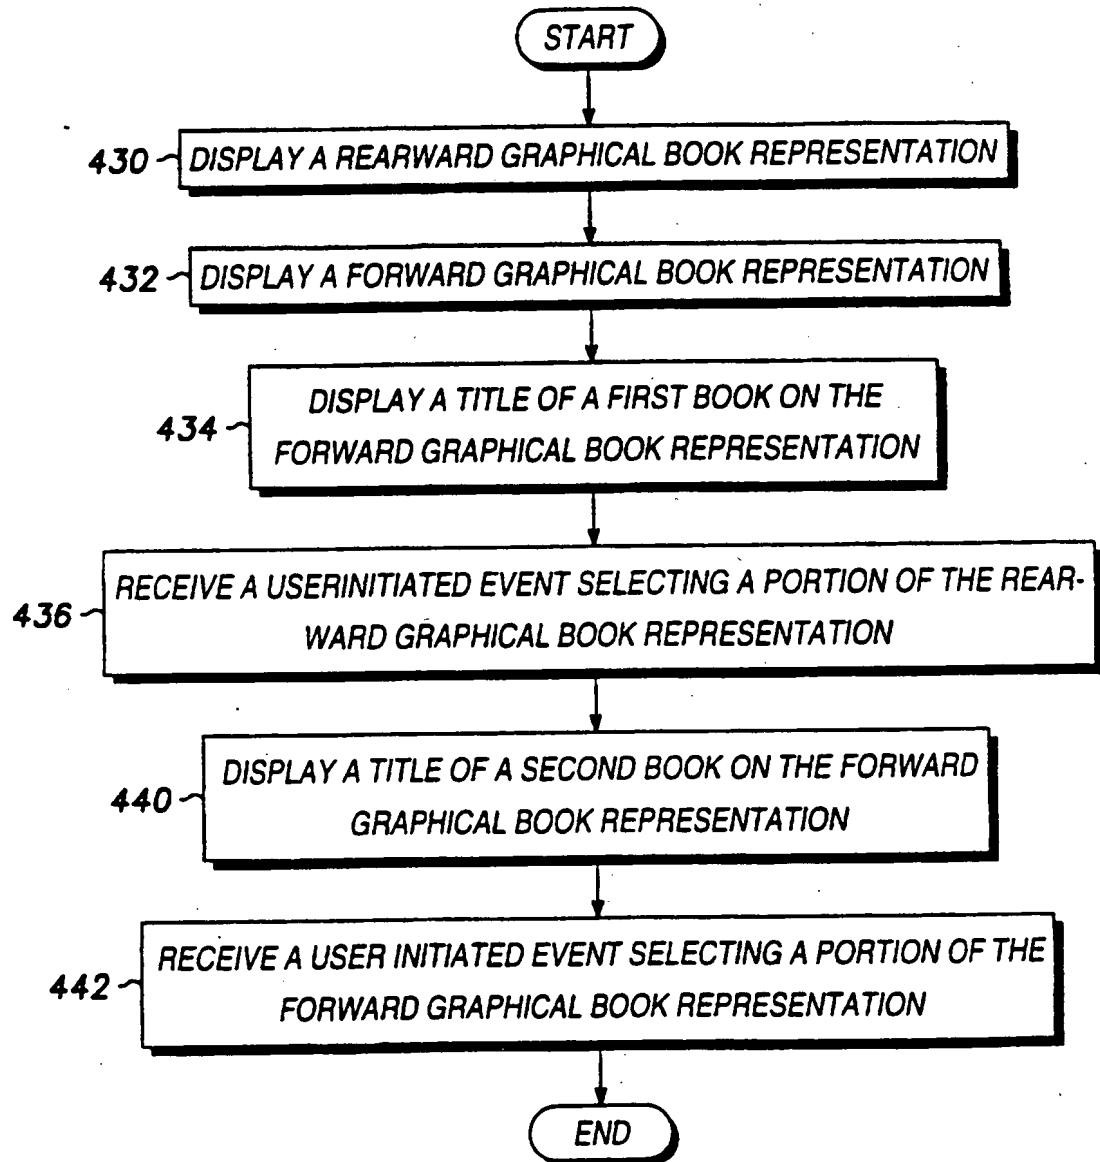 START
430 DISPLAY A REARWARD GRAPHICAL BOOK REPRESENTATION
432 DISPLAY A FORWARD GRAPHICAL BOOK REPRESENTATION
DISPLAY A TITLE OF A FIRST BOOK ON THE
434
FORWARD GRAPHICAL BOOK REPRESENTATION
RECEIVE A USERINITIATED EVENT SELECTING A PORTION OF THE REAR-
436
WARD GRAPHICAL BOOK REPRESENTATION
DISPLAY A TITLE OF A SECOND BOOK ON THE FORWARD
440
GRAPHICAL BOOK REPRESENTATION
RECEIVE A USER INITIATED EVENT SELECTING A PORTION OF THE
442
FORWARD GRAPHICAL BOOK REPRESENTATION
END